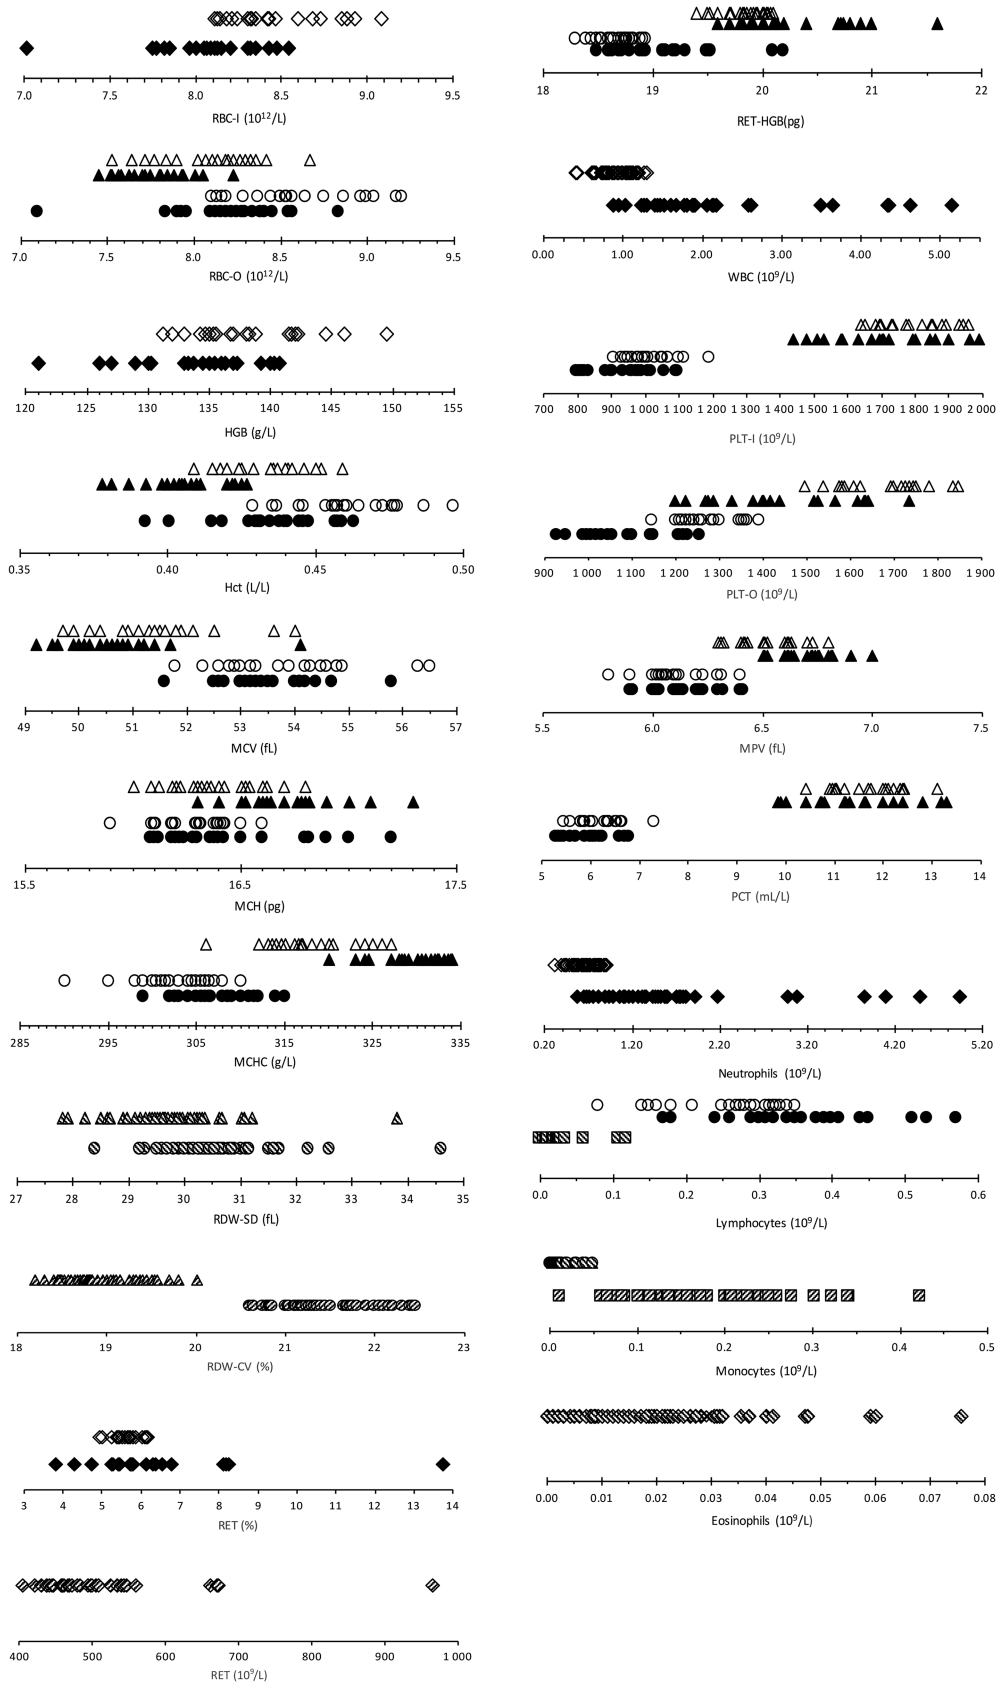 7.0 7.5 8.0 8.5 9.0 9.5
RBC-I (10¹²/L)
7.0 7.5 8.0 8.5 9.0 9.5
RBC-O (10¹²/L)
120 125 130 135 140 145 150 155
HGB (g/L)
0.35 0.40 0.45 0.50
Hct (L/L)
49 50 51 52 53 54 55 56 57
MCV (fL)
15.5 16.5 17.5
MCH (pg)
285 295 305 315 325 335
MCHC (g/L)
27 28 29 30 31 32 33 34 35
RDW-SD (fL)
18 19 20 21 22 23
RDW-CV (%)
3 4 5 6 7 8 9 10 11 12 13 14
RET (%)
400 500 600 700 800 900 1 000
RET (10⁹/L)
18 19 20 21 22
RET-HGB(pg)
0.00 1.00 2.00 3.00 4.00 5.00
WBC (10⁹/L)
700 800 900 1 000 1 100 1 200 1 300 1 400 1 500 1 600 1 700 1 800 1 900 2 000
PLT-I (10⁹/L)
900 1 000 1 100 1 200 1 300 1 400 1 500 1 600 1 700 1 800 1 900
PLT-O (10⁹/L)
5.5 6.0 6.5 7.0 7.5
MPV (fL)
5 6 7 8 9 10 11 12 13 14
PCT (mL/L)
0.20 1.20 2.20 3.20 4.20 5.20
Neutrophils (10⁹/L)
0.0 0.1 0.2 0.3 0.4 0.5 0.6
Lymphocytes (10⁹/L)
0.0 0.1 0.2 0.3 0.4 0.5
Monocytes (10⁹/L)
0.00 0.01 0.02 0.03 0.04 0.05 0.06 0.07 0.08
Eosinophils (10⁹/L)